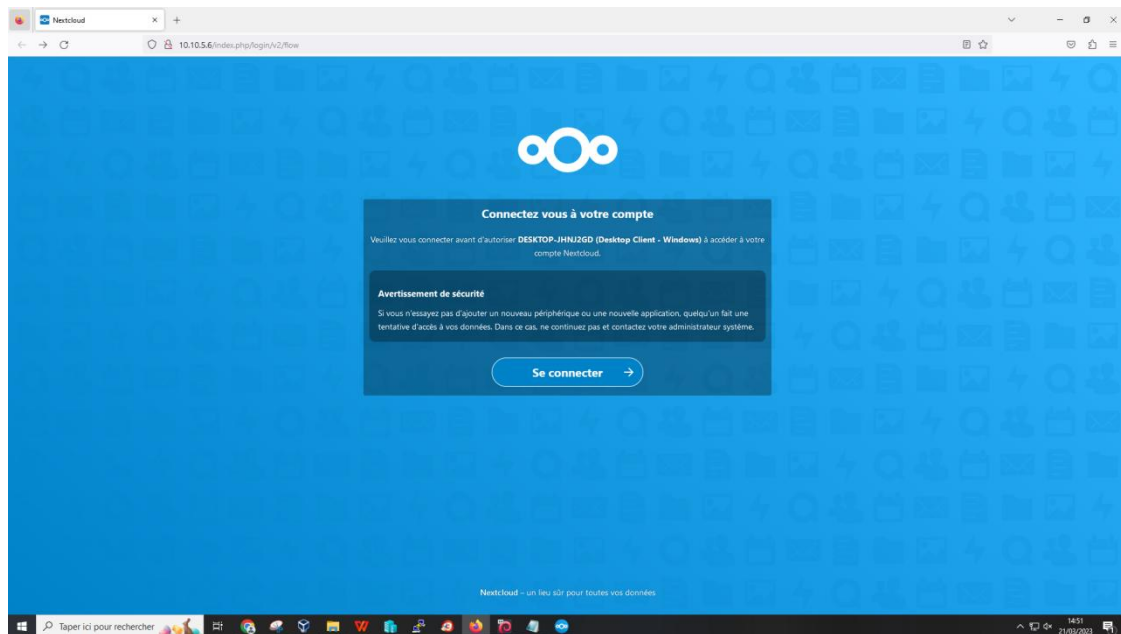 Nextcloud
10.10.5.6/index.php/login/v2/flow
Connectez vous à votre compte
Veuillez vous connecter avant d'autoriser DESKTOP-JHNJ2GD (Desktop Client - Windows) à accéder à votre
compte Nextcloud.
Avertissement de sécurité
Si vous n'essayez pas d'ajouter un nouveau périphérique ou une nouvelle application, quelqu'un fait une
tentative d'accès à vos données. Dans ce cas, ne continuez pas et contactez votre administrateur système.
Se connecter
Nextcloud – un lieu sûr pour toutes vos données
Taper ici pour rechercher
14:51
21/03/2023